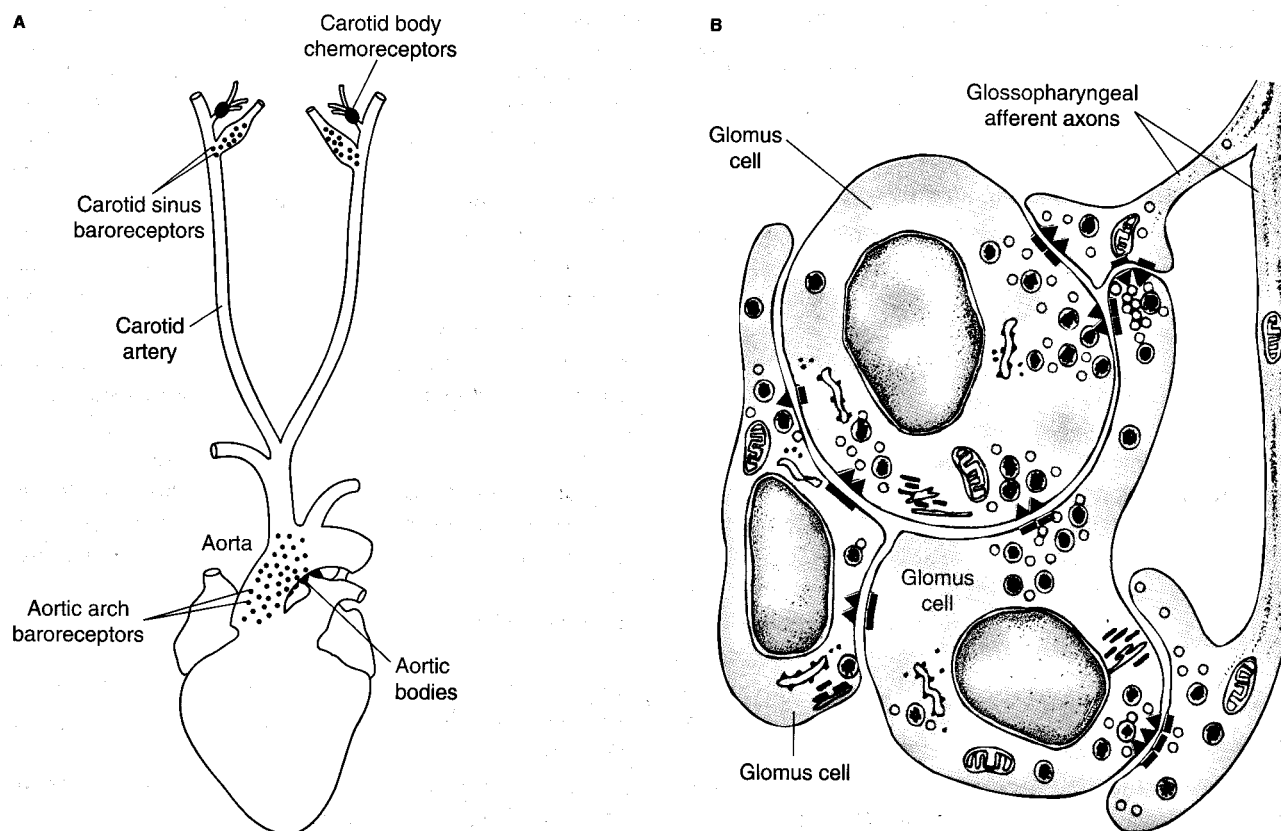 A
Carotid body
chemoreceptors
Carotid sinus
baroreceptors
Carotid
artery
Aorta
Aortic arch
baroreceptors
Aortic
bodies
B
Glossopharyngeal
afferent axons
Glomus
cell
Glomus
cell
Glomus cell